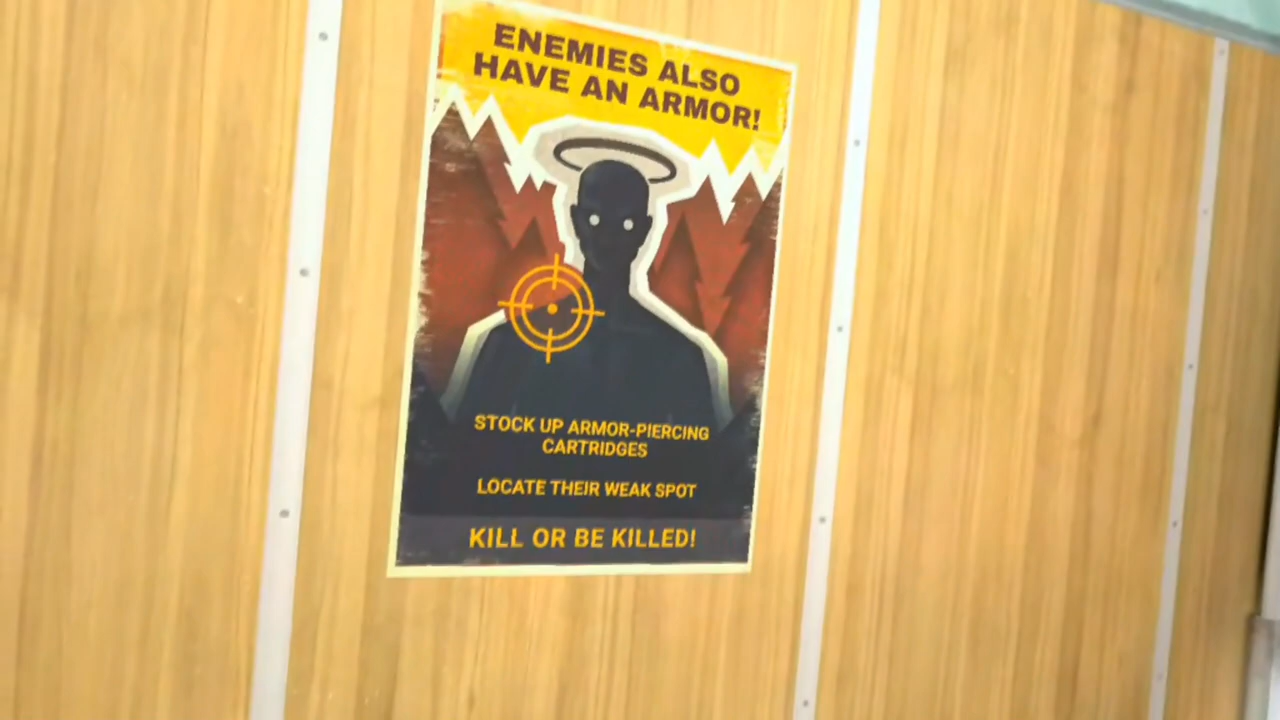 ENEMIES ALSO
HAVE AN ARMOR!
STOCK UP ARMOR-PIERCING
CARTRIDGES
LOCATE THEIR WEAK SPOT
KILL OR BE KILLED!